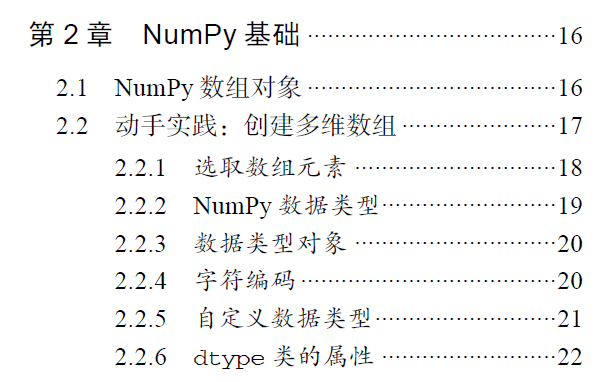 第 2 章 NumPy 基础 ………………………………… 16
2.1 NumPy 数组对象 ………………………………… 16
2.2 动手实践：创建多维数组 …………………… 17
2.2.1 选取数组元素 ………………………… 18
2.2.2 NumPy 数据类型 ……………………… 19
2.2.3 数据类型对象 ………………………… 20
2.2.4 字符编码 ……………………………… 20
2.2.5 自定义数据类型 ……………………… 21
2.2.6 dtype 类的属性 ……………………… 22